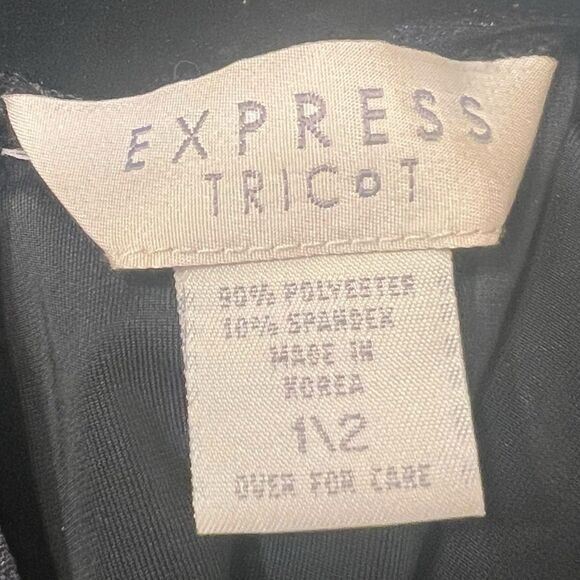 EXPRESS
TRICOT
90% POLYESTER
10% SPANDEX
MADE IN
KOREA
1\2
OVER FOR CARE